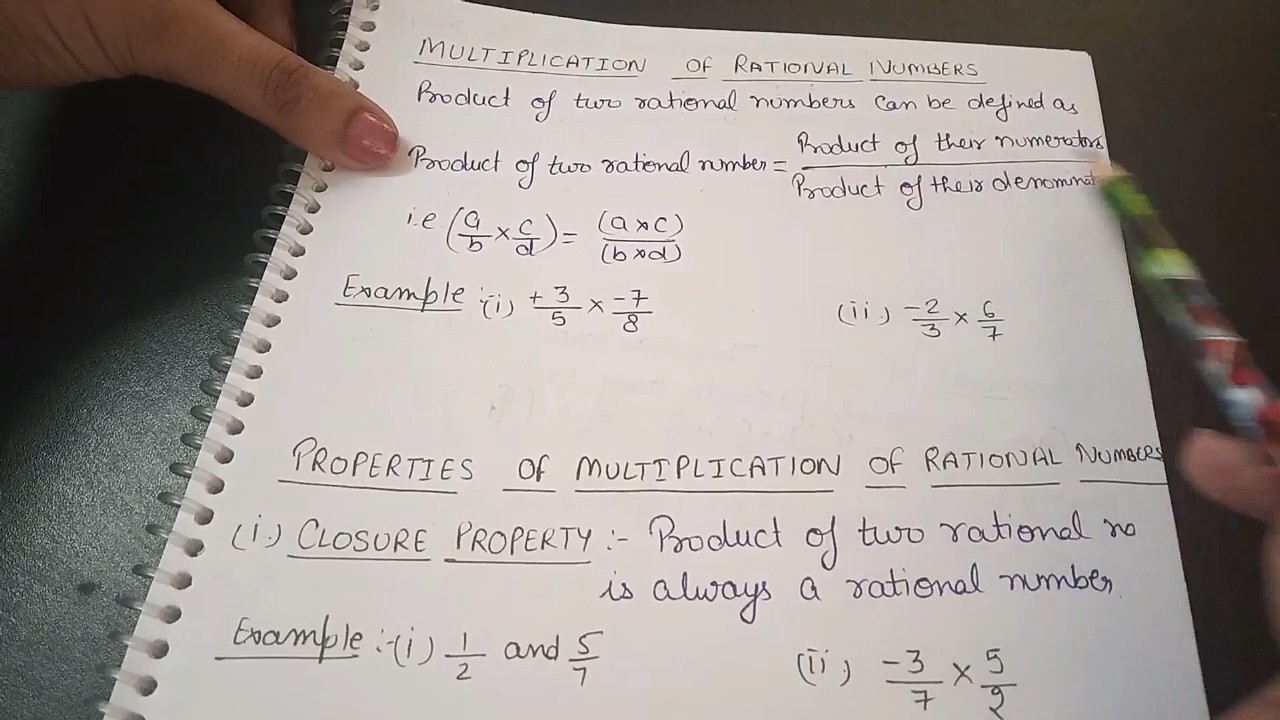 MULTIPLICATION OF RATIONAL NUMBERS
Product of two rational numbers can be defined as
Product of two rational number = Product of their numerators / Product of their denominat
i.e (a/b × c/d) = (a×c)/(b×d)
Example :- (i) +3/5 × -7/8 (ii) -2/3 × 6/7
PROPERTIES OF MULTIPLICATION OF RATIONAL NUMBERS
(i.) CLOSURE PROPERTY :- Product of two rational no
is always a rational number.
Example :- (i) 1/2 and 5/7 (ii) -3/7 × 5/2